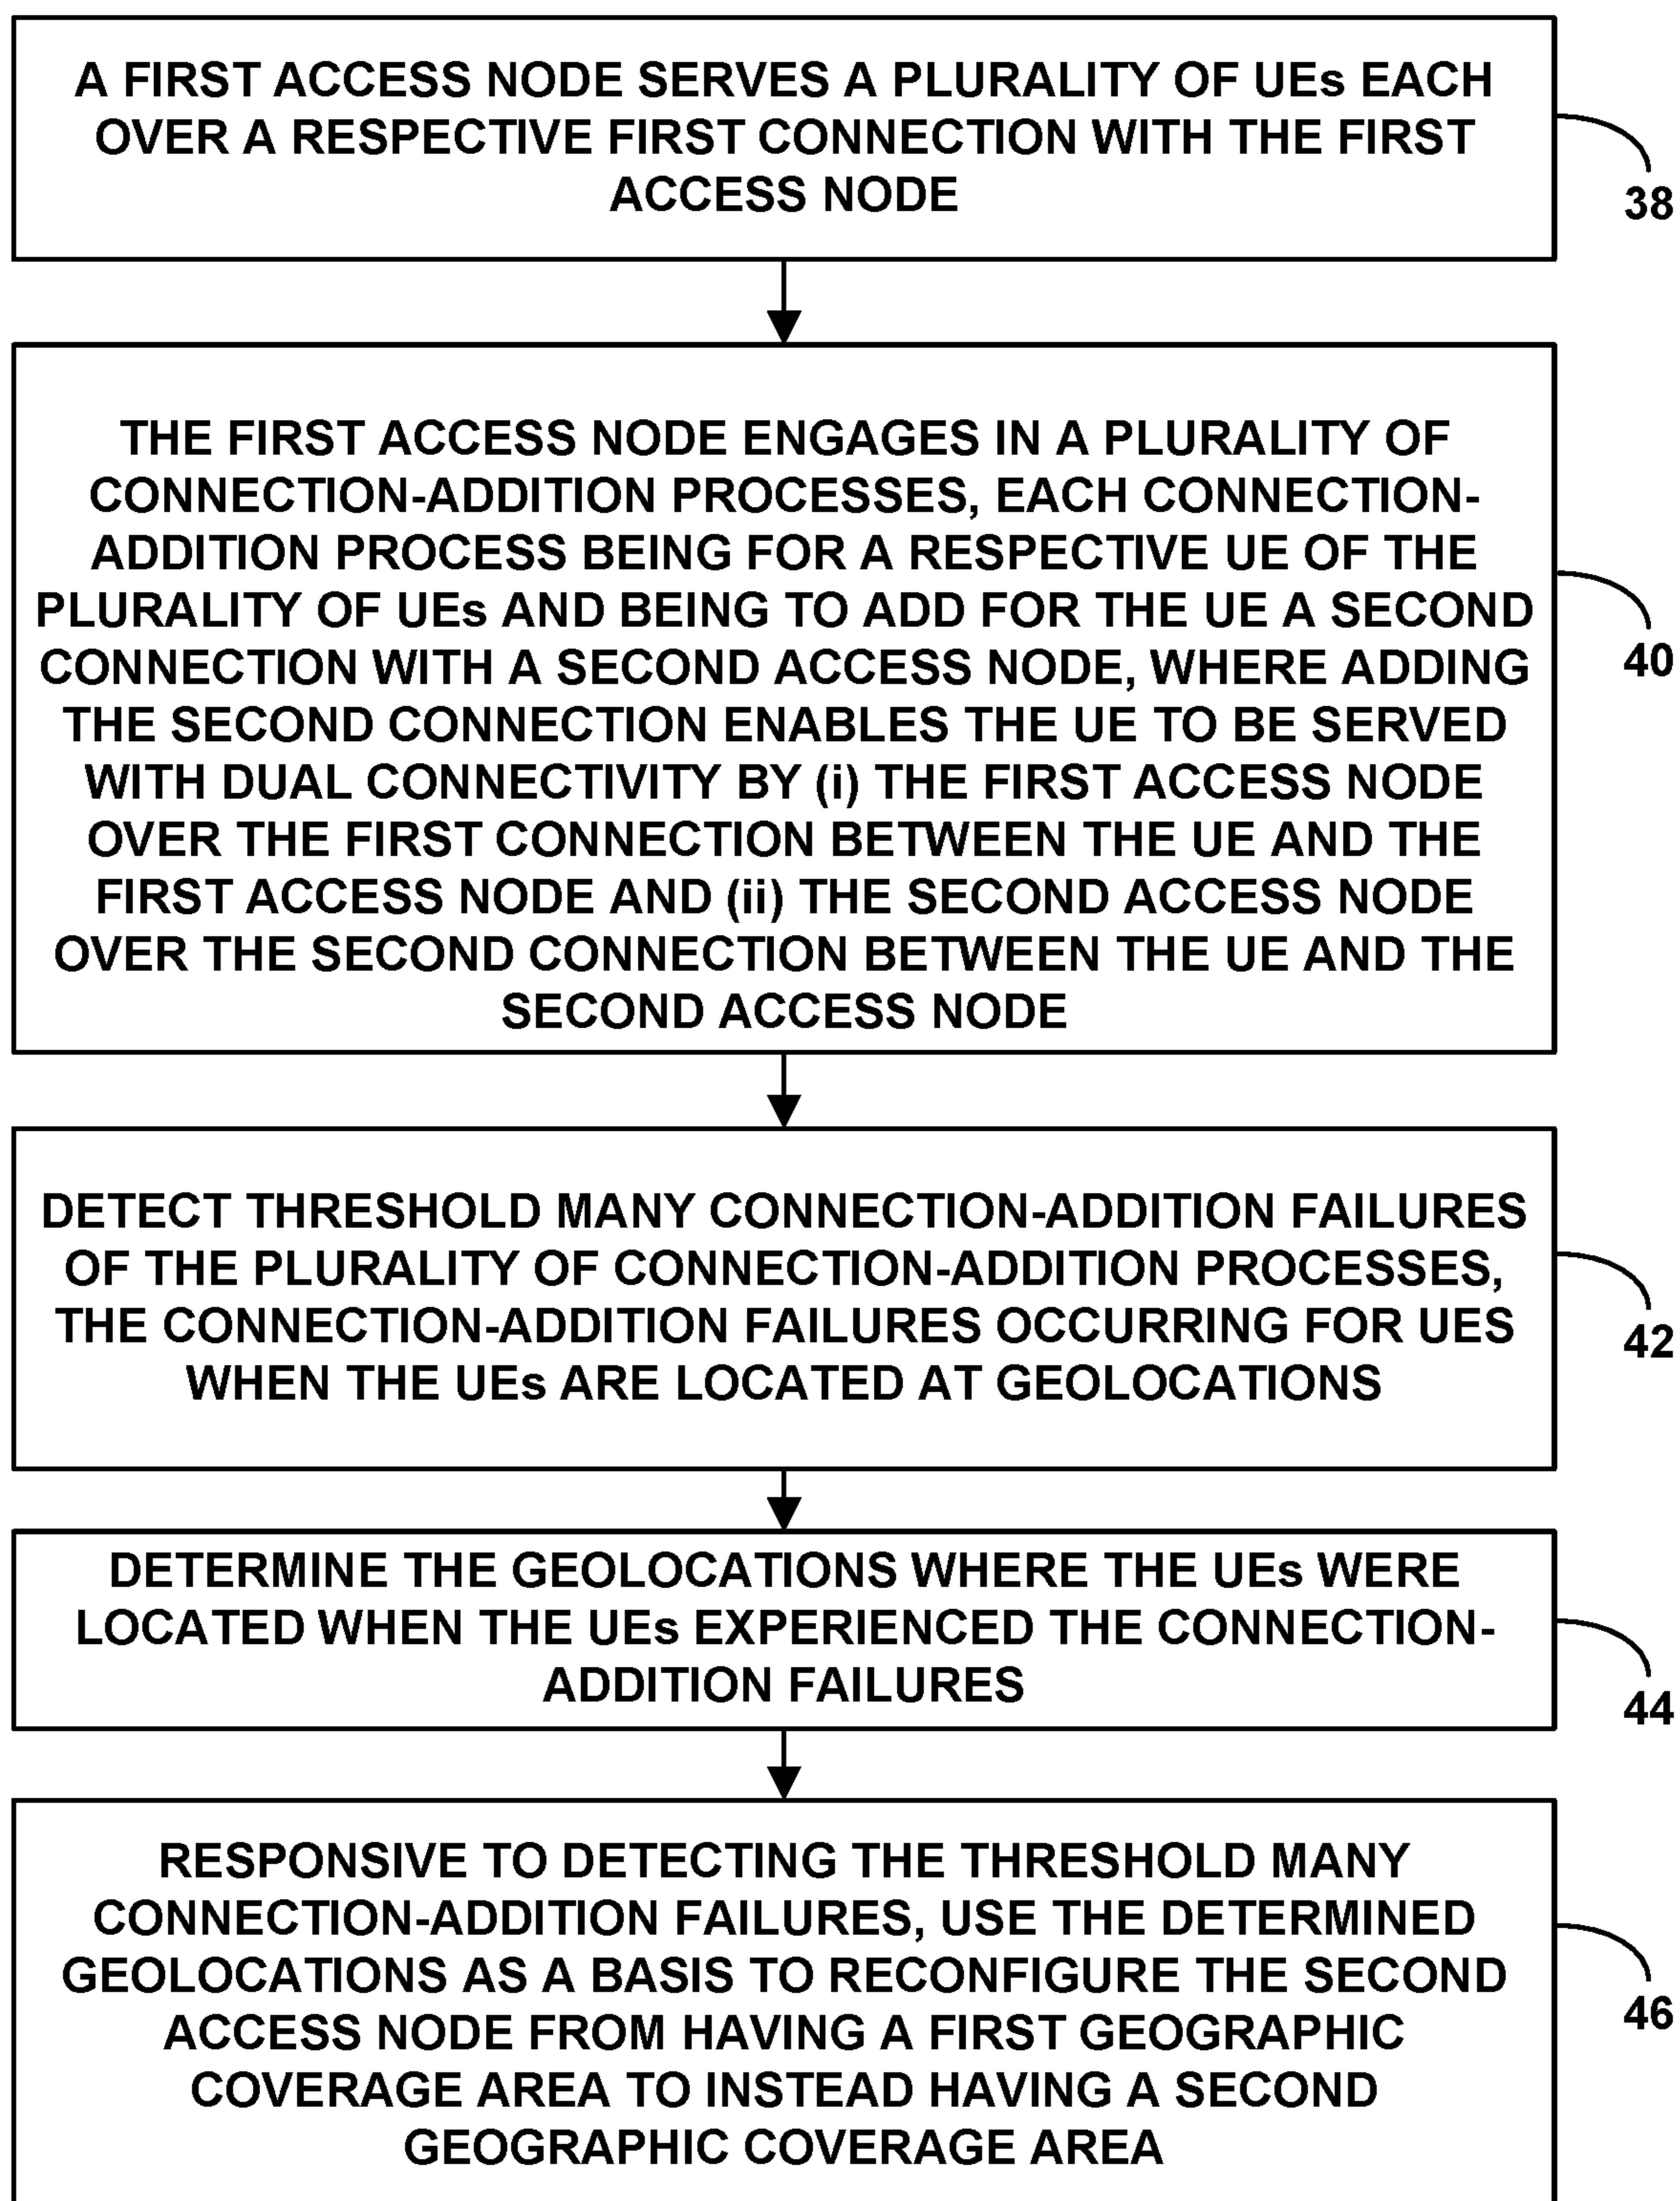 A FIRST ACCESS NODE SERVES A PLURALITY OF UEs EACH
OVER A RESPECTIVE FIRST CONNECTION WITH THE FIRST
ACCESS NODE
38
THE FIRST ACCESS NODE ENGAGES IN A PLURALITY OF
CONNECTION-ADDITION PROCESSES, EACH CONNECTION-
ADDITION PROCESS BEING FOR A RESPECTIVE UE OF THE
PLURALITY OF UEs AND BEING TO ADD FOR THE UE A SECOND
CONNECTION WITH A SECOND ACCESS NODE, WHERE ADDING
THE SECOND CONNECTION ENABLES THE UE TO BE SERVED
WITH DUAL CONNECTIVITY BY (i) THE FIRST ACCESS NODE
OVER THE FIRST CONNECTION BETWEEN THE UE AND THE
FIRST ACCESS NODE AND (ii) THE SECOND ACCESS NODE
OVER THE SECOND CONNECTION BETWEEN THE UE AND THE
SECOND ACCESS NODE
40
DETECT THRESHOLD MANY CONNECTION-ADDITION FAILURES
OF THE PLURALITY OF CONNECTION-ADDITION PROCESSES,
THE CONNECTION-ADDITION FAILURES OCCURRING FOR UES
WHEN THE UEs ARE LOCATED AT GEOLOCATIONS
42
DETERMINE THE GEOLOCATIONS WHERE THE UEs WERE
LOCATED WHEN THE UEs EXPERIENCED THE CONNECTION-
ADDITION FAILURES
44
RESPONSIVE TO DETECTING THE THRESHOLD MANY
CONNECTION-ADDITION FAILURES, USE THE DETERMINED
GEOLOCATIONS AS A BASIS TO RECONFIGURE THE SECOND
ACCESS NODE FROM HAVING A FIRST GEOGRAPHIC
COVERAGE AREA TO INSTEAD HAVING A SECOND
GEOGRAPHIC COVERAGE AREA
46